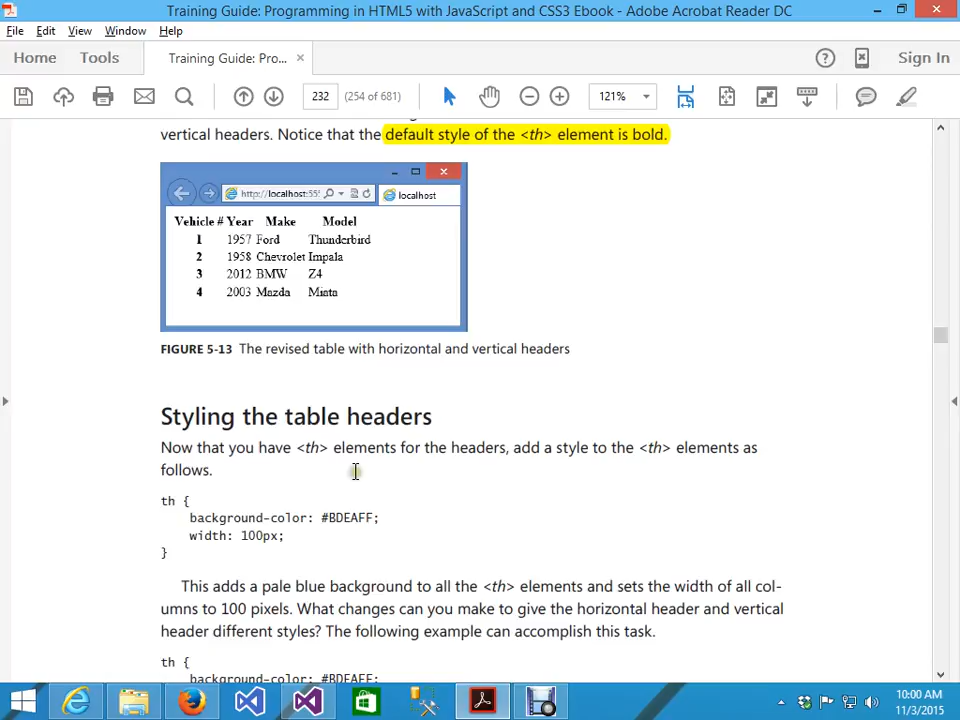 Training Guide: Programming in HTML5 with JavaScript and CSS3 Ebook - Adobe Acrobat Reader DC
File Edit View Window Help
Home Tools Training Guide: Pro... × Sign In
232 (254 of 681) 121%
vertical headers. Notice that the default style of the <th> element is bold.
http://localhost:55 localhost
Vehicle # Year Make Model
1 1957 Ford Thunderbird
2 1958 Chevrolet Impala
3 2012 BMW Z4
4 2003 Mazda Miata
FIGURE 5-13 The revised table with horizontal and vertical headers
Styling the table headers
Now that you have <th> elements for the headers, add a style to the <th> elements as
follows.
th {
background-color: #BDEAFF;
width: 100px;
}
This adds a pale blue background to all the <th> elements and sets the width of all col-
umns to 100 pixels. What changes can you make to give the horizontal header and vertical
header different styles? The following example can accomplish this task.
th {
background-color: #BDEAFF;
10:00 AM
11/3/2015